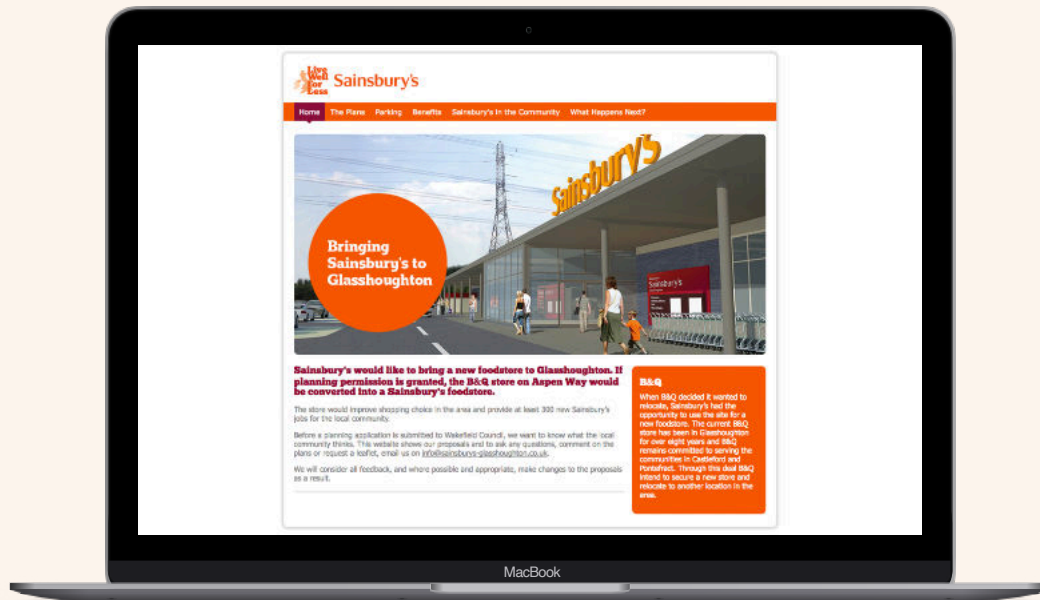 Live
Well
For
Less
Sainsbury's
Home The Plans Parking Benefits Sainsbury's in the Community What Happens Next?
Sainsbury's
Bringing
Sainsbury's to
Glasshoughton
Sainsbury's
Sainsbury's would like to bring a new foodstore to Glasshoughton. If
planning permission is granted, the B&Q store on Aspen Way would
be converted into a Sainsbury's foodstore.
The store would improve shopping choice in the area and provide at least 300 new Sainsbury's
jobs for the local community.
Before a planning application is submitted to Wakefield Council, we want to know what the local
community thinks. This website shows our proposals and to ask any questions, comment on the
plans or request a leaflet, email us on info@sainsburys-glasshoughton.co.uk.
We will consider all feedback, and where possible and appropriate, make changes to the proposals
as a result.
B&Q
When B&Q decided it wanted to
relocate, Sainsbury's had the
opportunity to use the site for a
new foodstore. The current B&Q
store has been in Glasshoughton
for over eight years and B&Q
remains committed to serving the
communities in Castleford and
Pontefract. Through this deal B&Q
intend to secure a new store and
relocate to another location in the
area.
MacBook